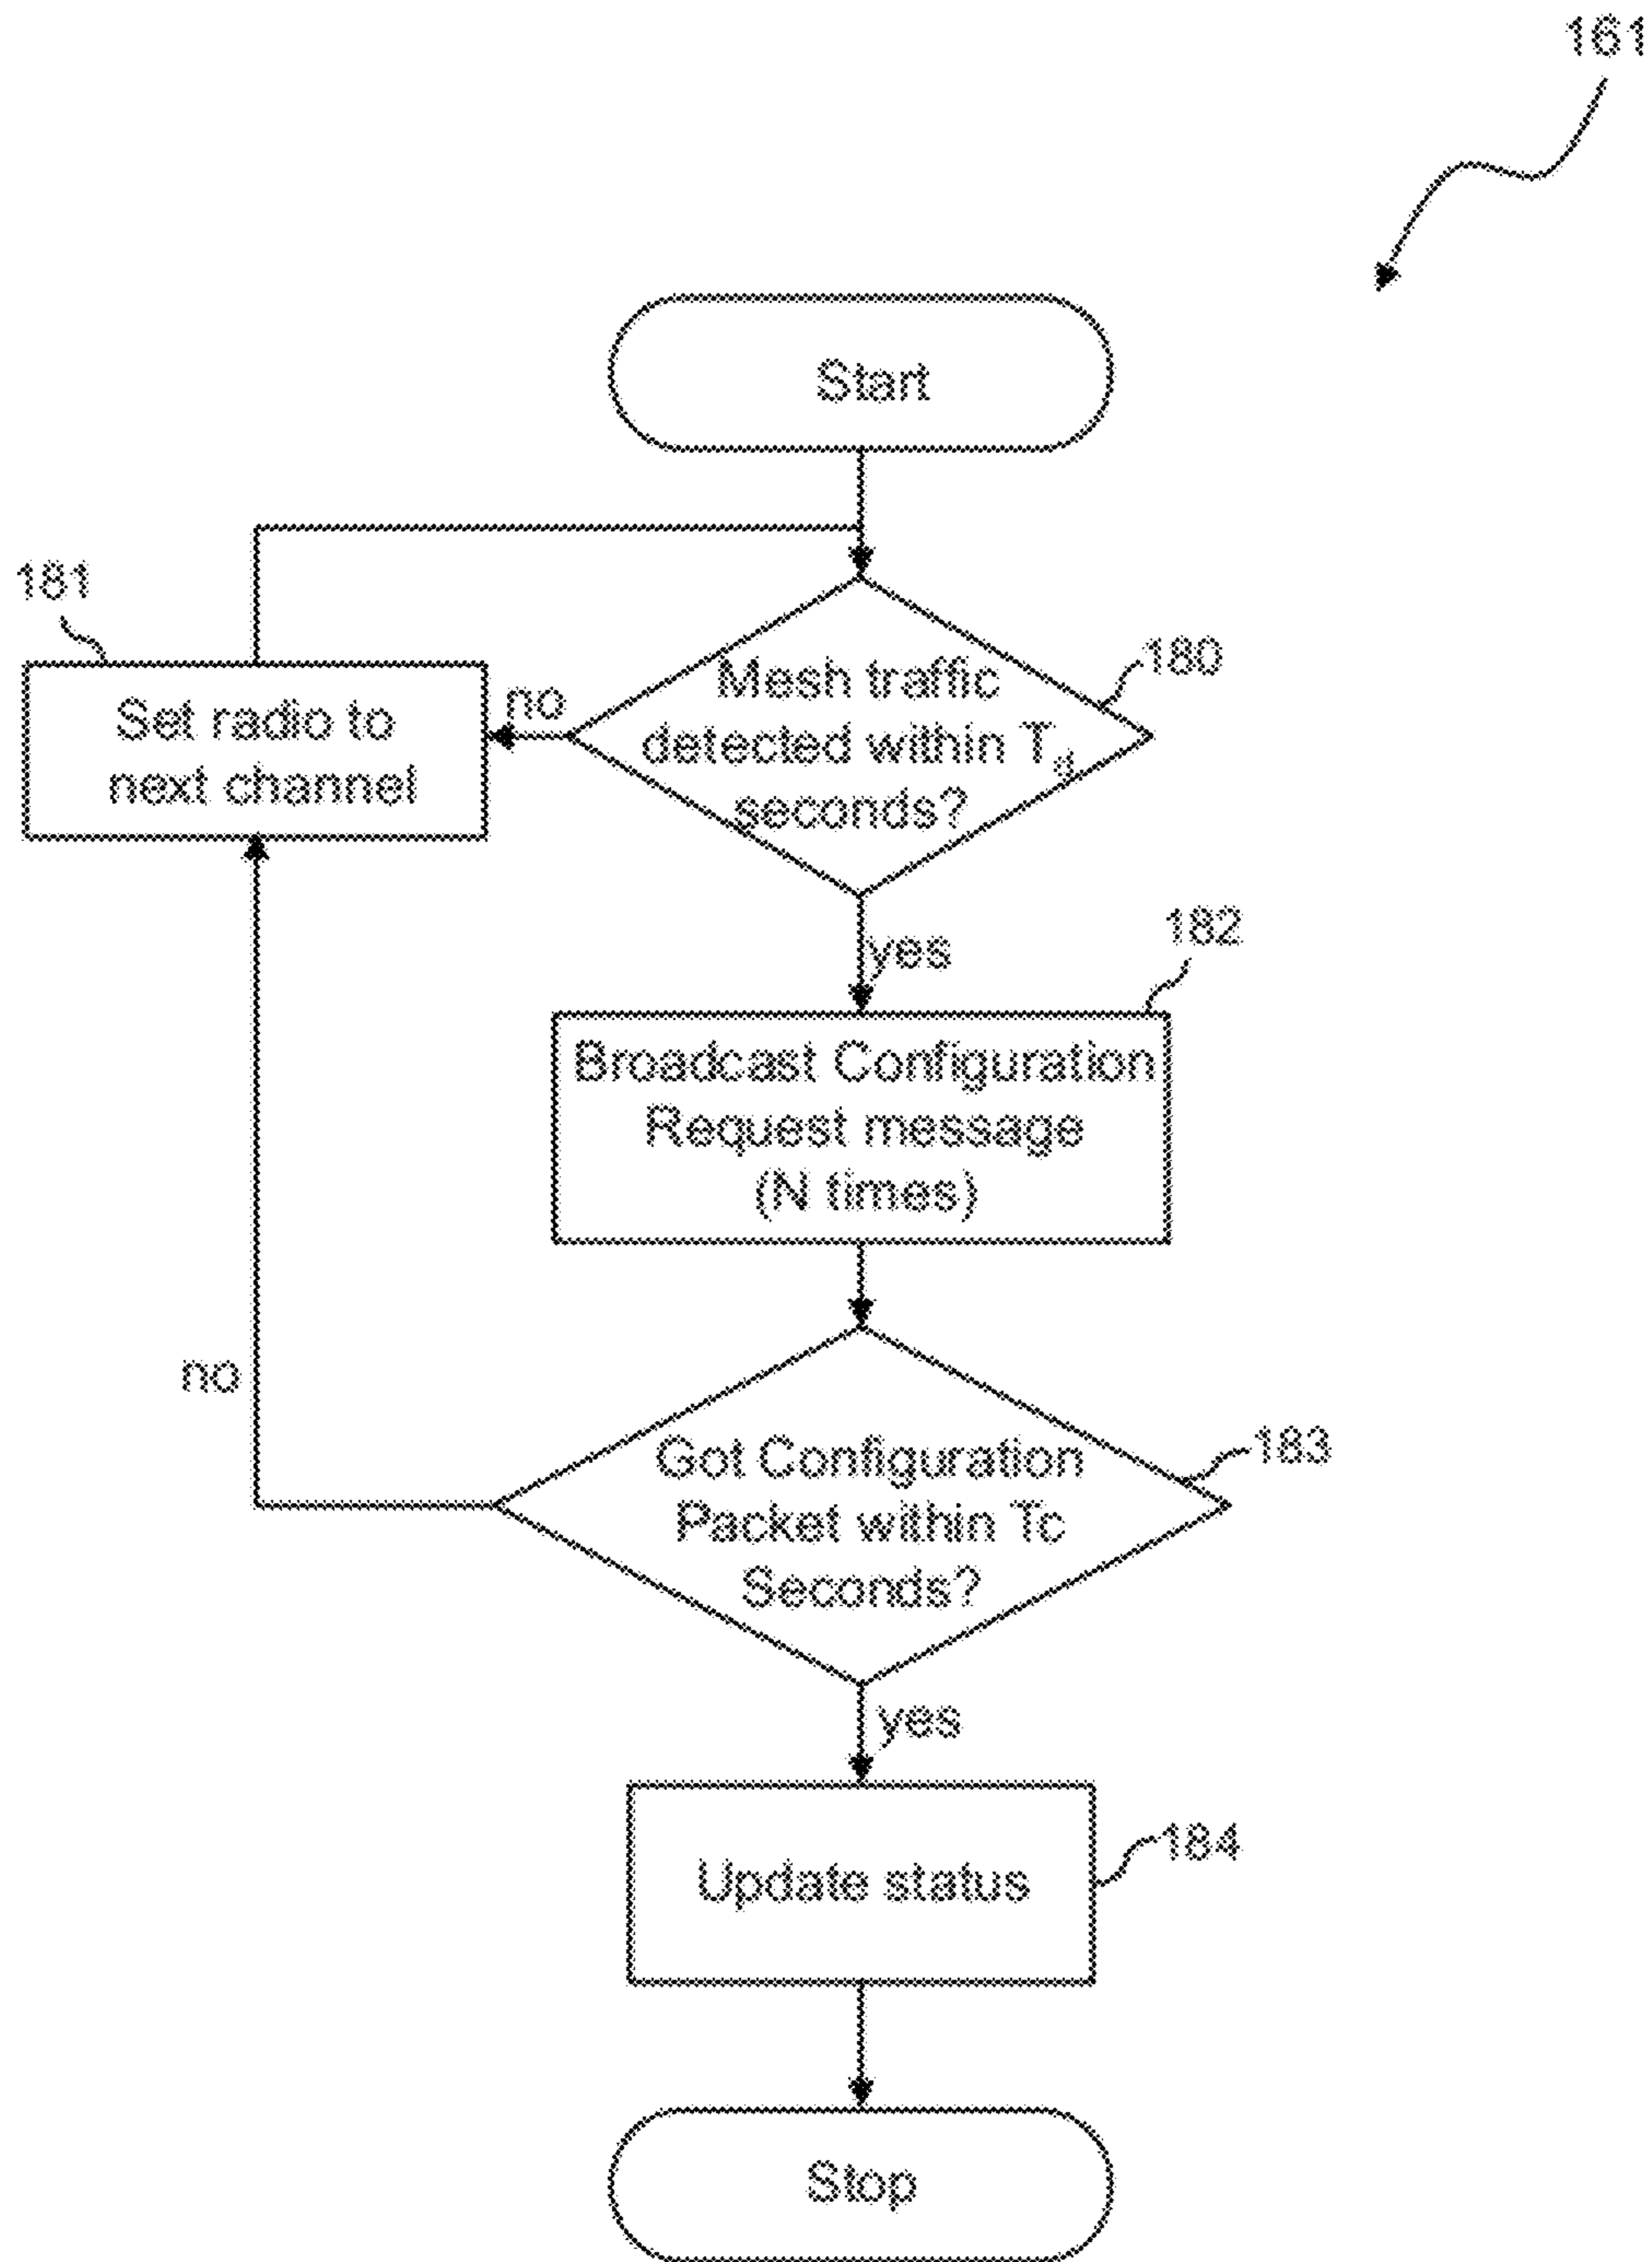 161
Start
181
Set radio to
next channel
no
Mesh traffic
detected within Td
seconds?
180
yes
182
Broadcast Configuration
Request message
(N times)
no
Got Configuration
Packet within Tc
Seconds?
183
yes
Update status
184
Stop